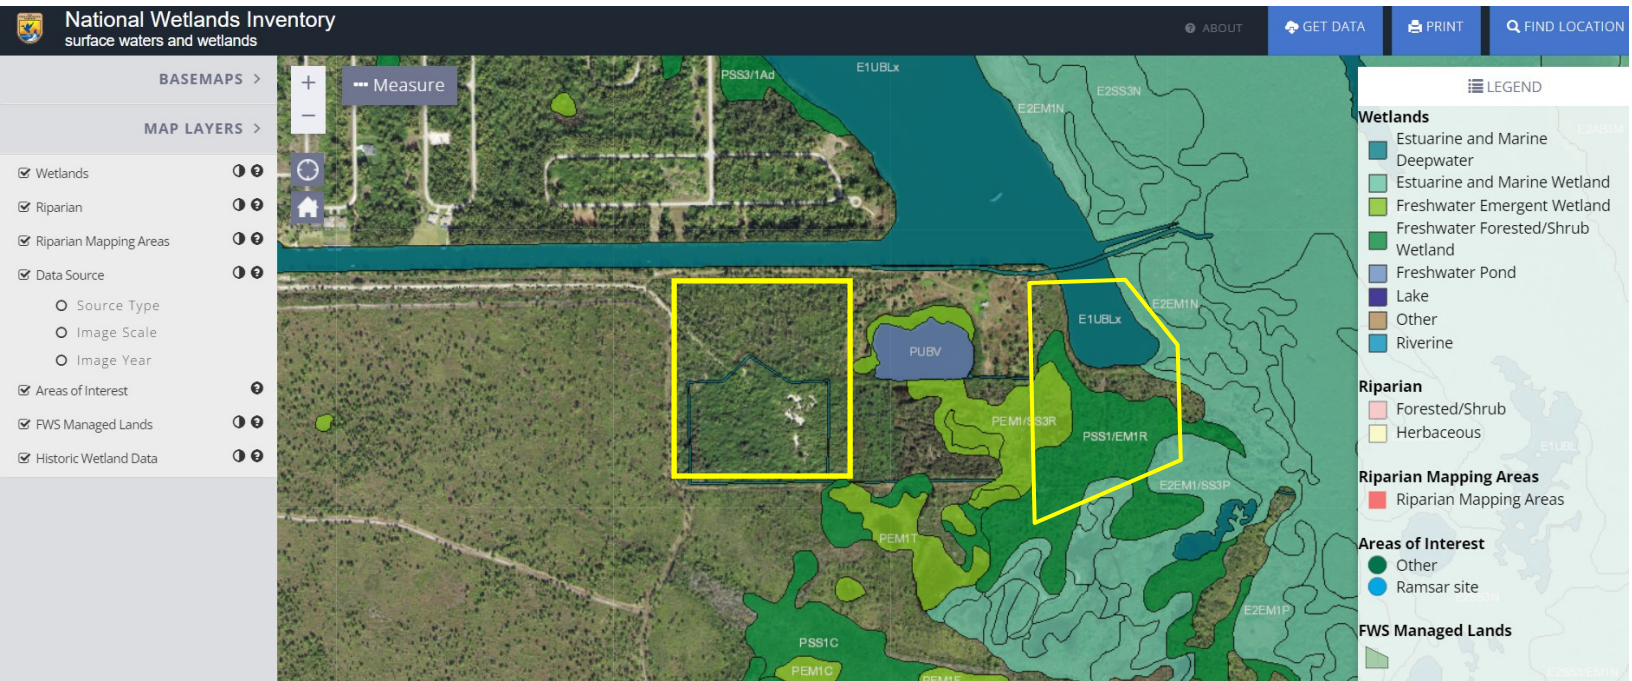 National Wetlands Inventory
surface waters and wetlands
ABOUT
GET DATA
PRINT
FIND LOCATION
BASEMAPS >
MAP LAYERS >
Wetlands
Riparian
Riparian Mapping Areas
Data Source
Source Type
Image Scale
Image Year
Areas of Interest
FWS Managed Lands
Historic Wetland Data
+
−
Measure
PSS3/1Ad
E1UBLx
E2SS3N
E2EM1N
E2EM1N
E1UBLx
PUBV
PEM1/SS3R
PSS1/EM1R
E2EM1/SS3P
PEM1T
E2EM1P
PSS1C
PEM1C
PEM1F
LEGEND
Wetlands
Estuarine and Marine
Deepwater
Estuarine and Marine Wetland
Freshwater Emergent Wetland
Freshwater Forested/Shrub
Wetland
Freshwater Pond
Lake
Other
Riverine
Riparian
Forested/Shrub
Herbaceous
Riparian Mapping Areas
Riparian Mapping Areas
Areas of Interest
Other
Ramsar site
FWS Managed Lands
E1UBL